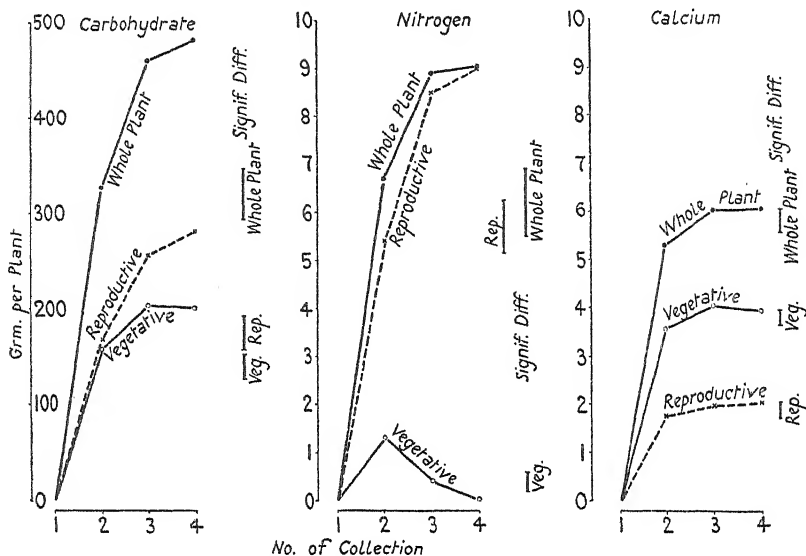 Carbohydrate
Grm. per Plant
500
400
300
200
100
0
Whole Plant
Reproductive
Vegetative
1 2 3 4
Signif. Diff.
Whole Plant
Veg. Rep.
Nitrogen
10
9
8
7
6
5
4
3
2
1
0
Whole Plant
Reproductive
Vegetative
1 2 3 4
Rep.
Whole Plant
Signif. Diff.
Veg.
Calcium
10
9
8
7
6
5
4
3
2
1
0
Whole Plant
Vegetative
Reproductive
1 2 3 4
Signif. Diff.
Whole Plant
Veg.
Rep.
No. of Collection